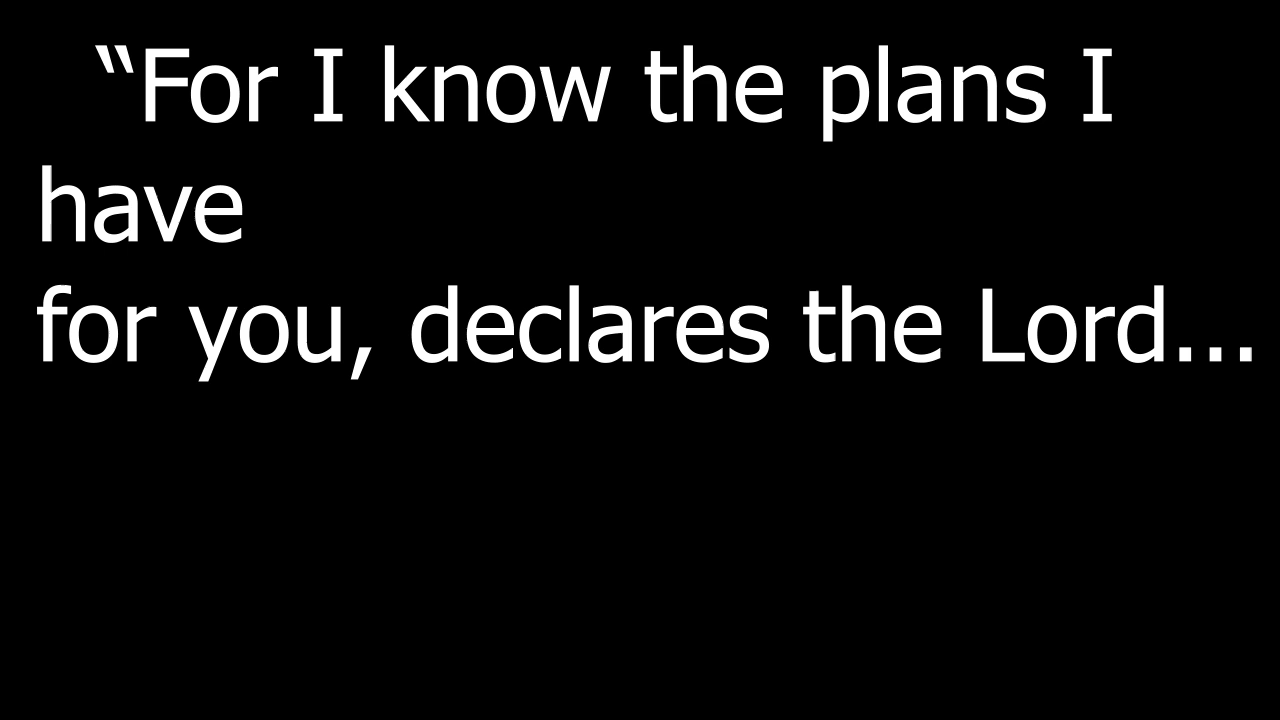 “For I know the plans I
have
for you, declares the Lord...